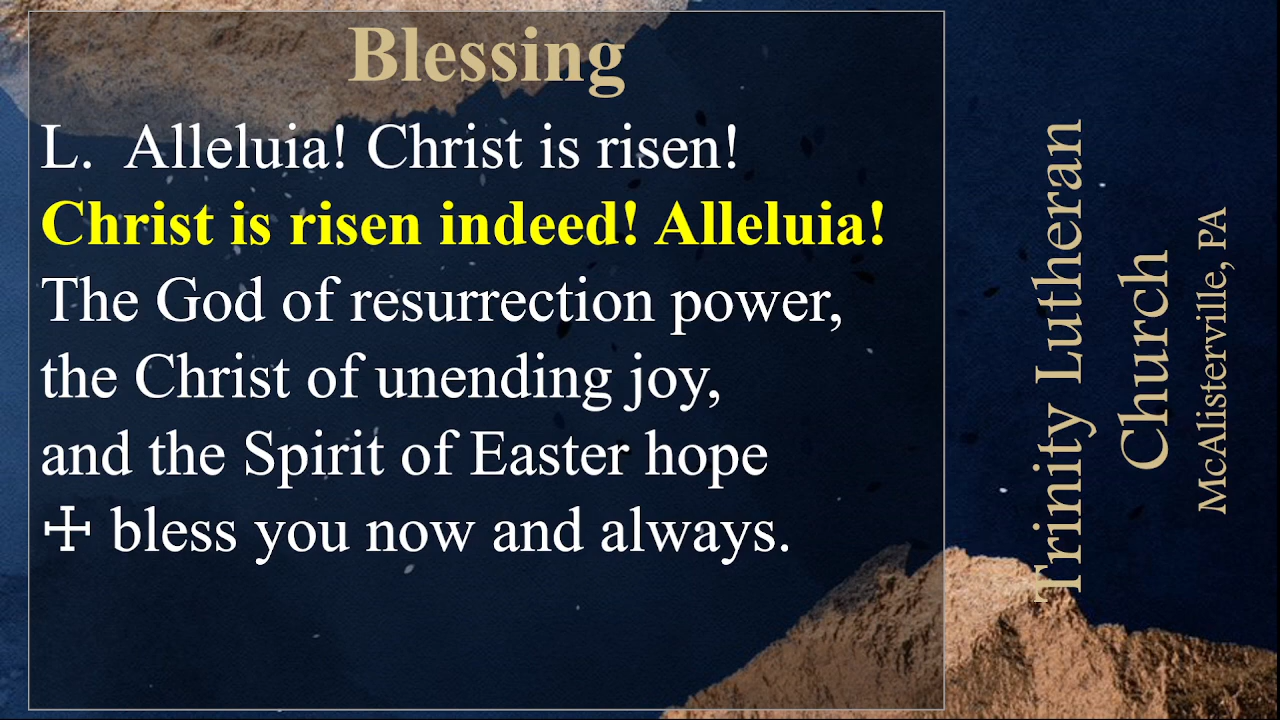 Blessing
L. Alleluia! Christ is risen!
Christ is risen indeed! Alleluia!
The God of resurrection power,
the Christ of unending joy,
and the Spirit of Easter hope
☩ bless you now and always.
Trinity Lutheran
Church
McAlisterville, PA